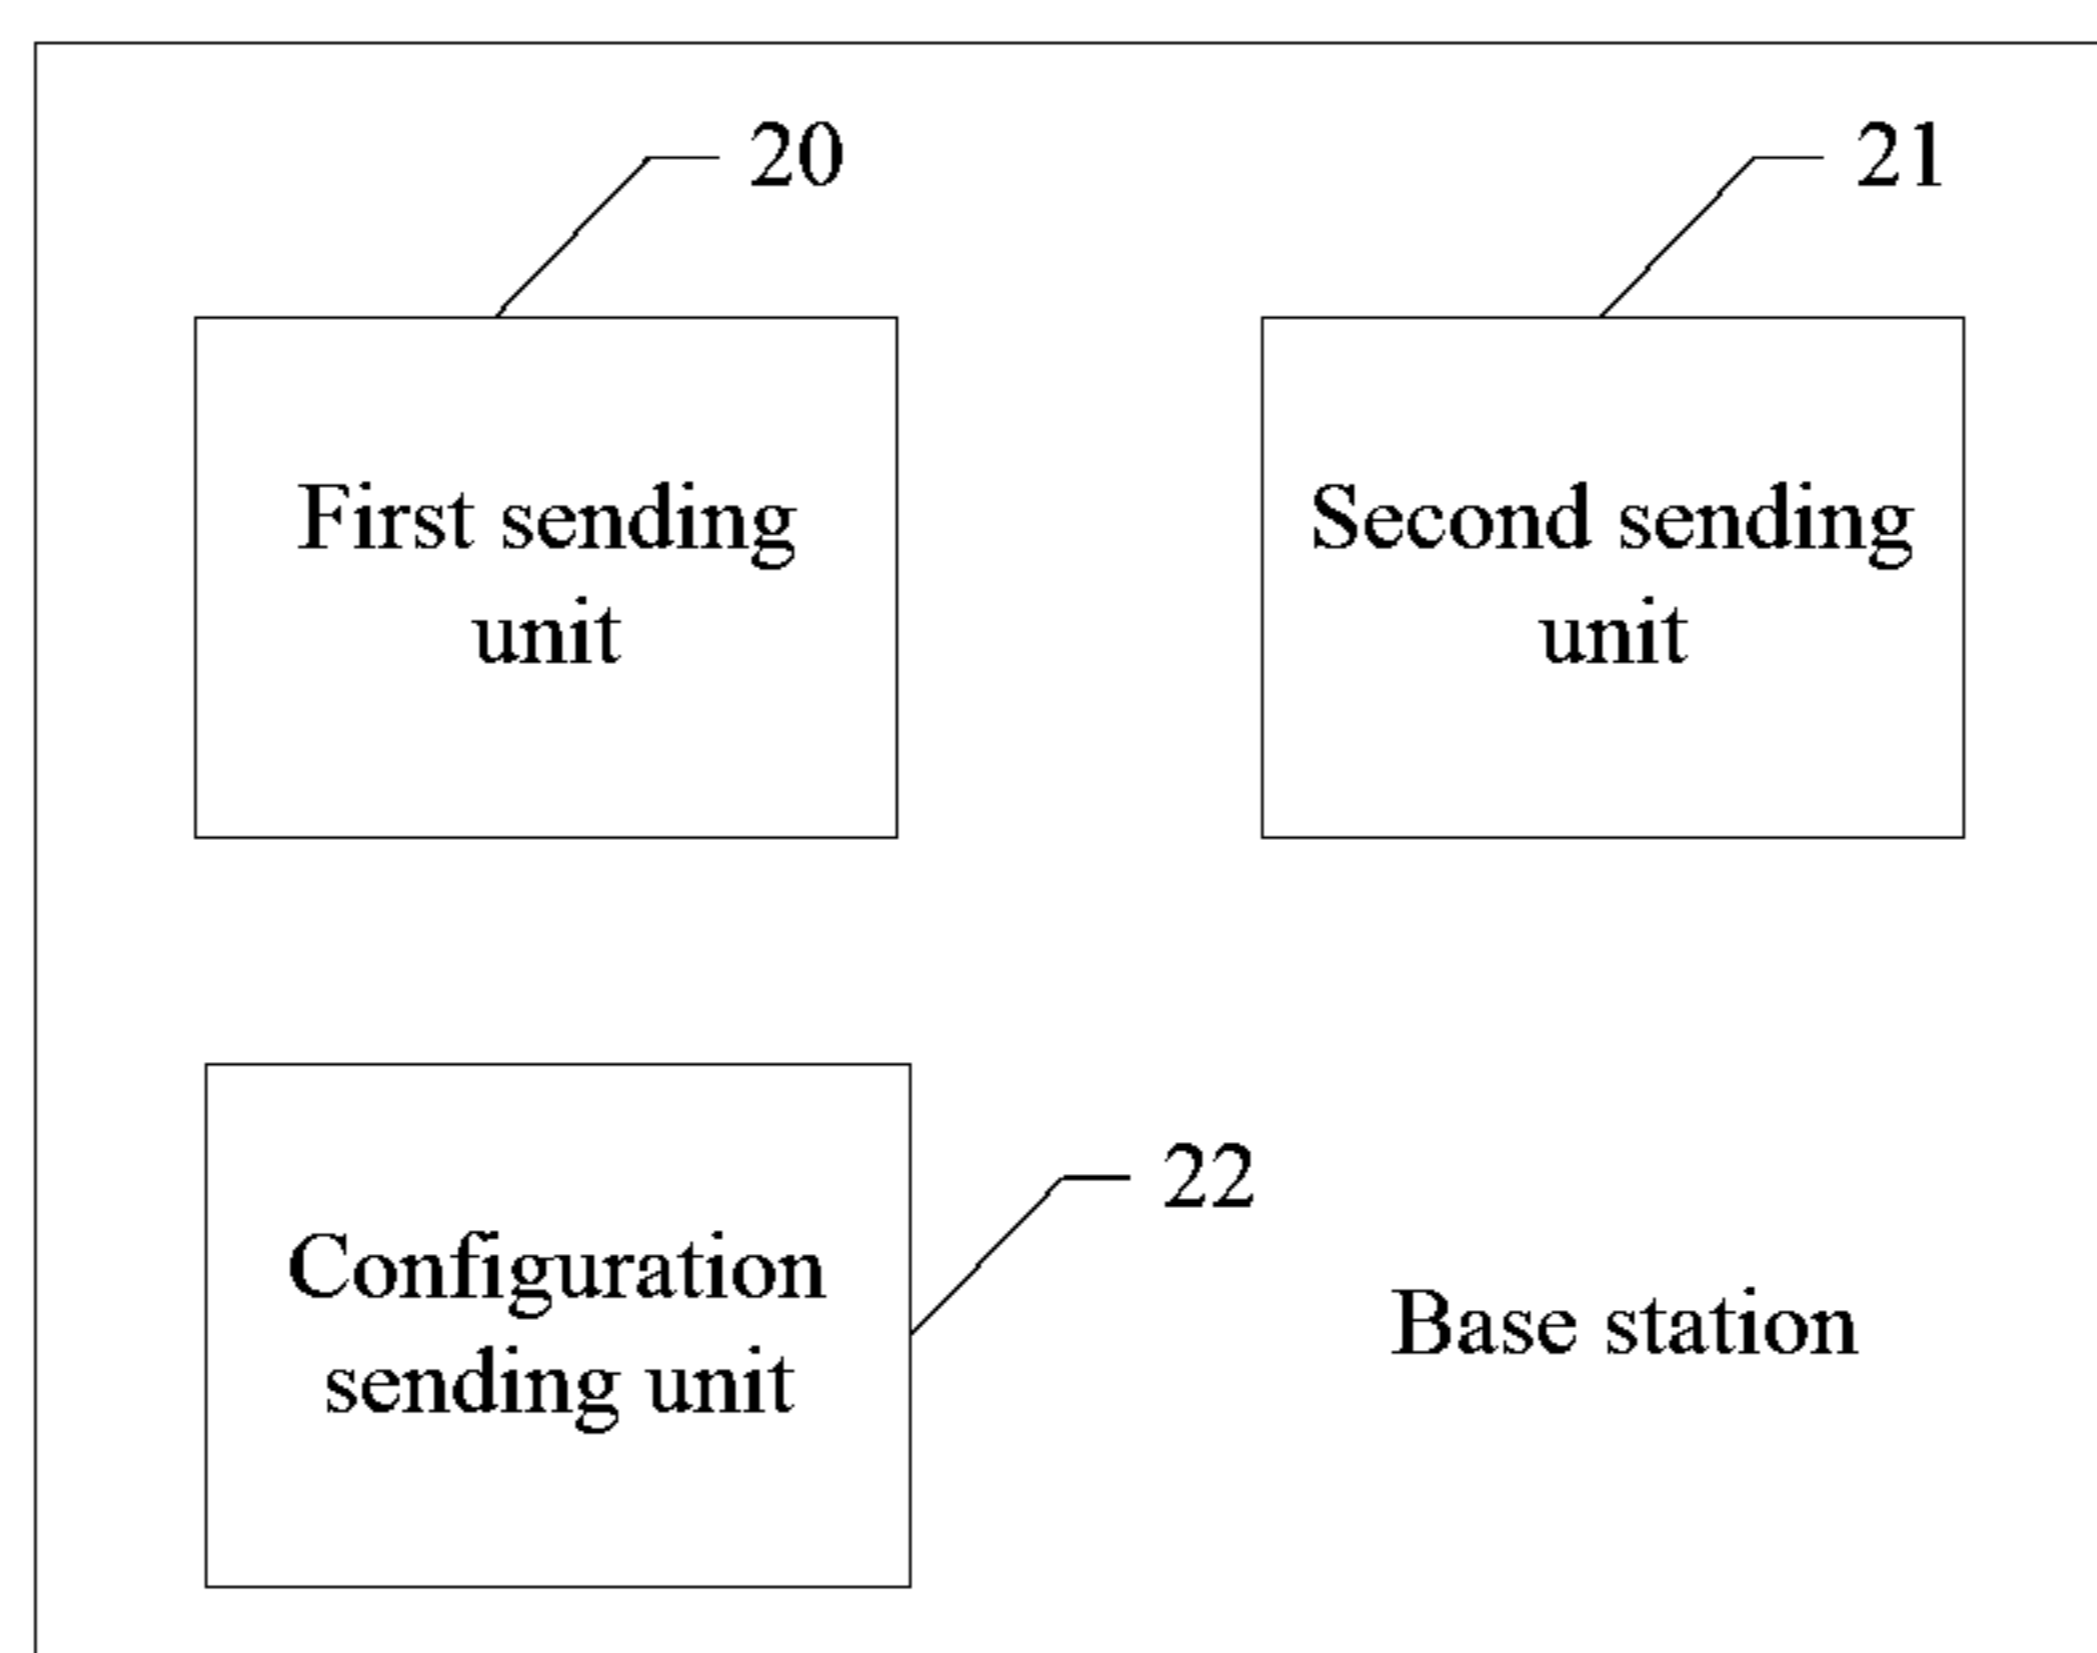 20
21
First sending
unit
Second sending
unit
22
Configuration
sending unit
Base station